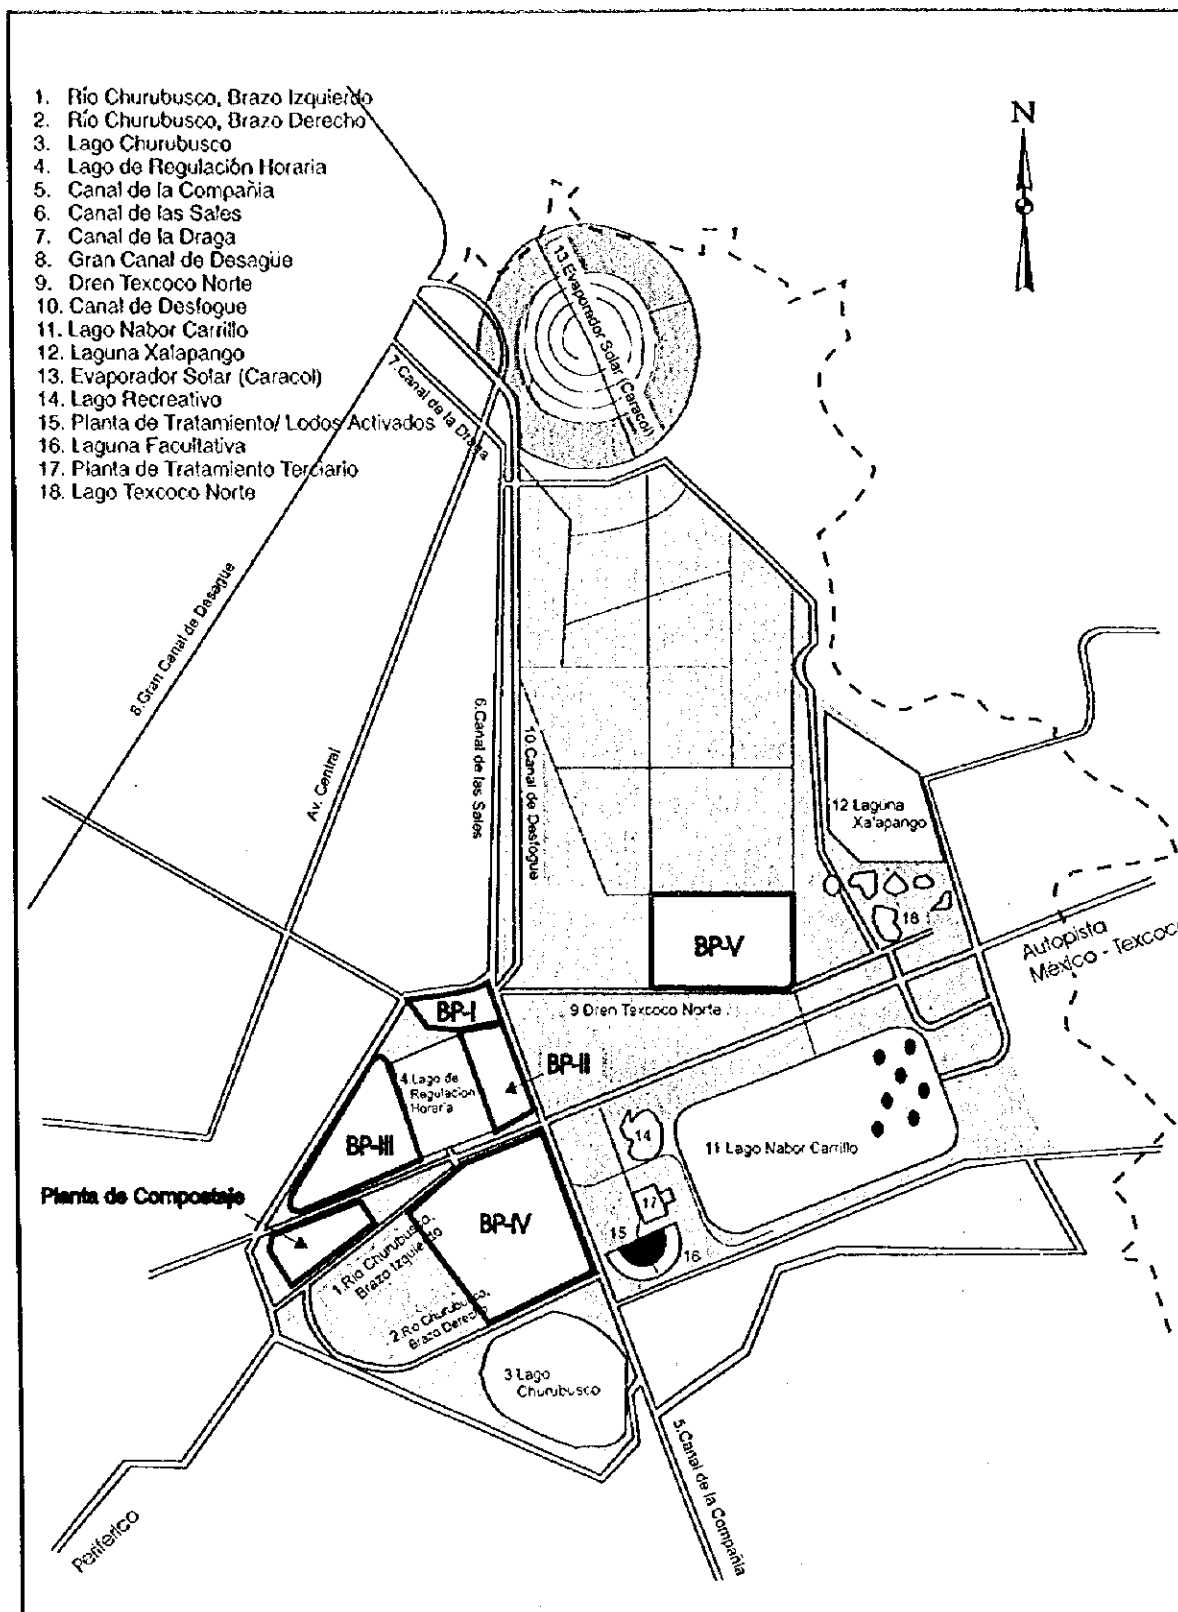 1. Río Churubusco, Brazo Izquierdo
2. Río Churubusco, Brazo Derecho
3. Lago Churubusco
4. Lago de Regulación Horaria
5. Canal de la Compañia
6. Canal de las Sales
7. Canal de la Draga
8. Gran Canal de Desagüe
9. Dren Texcoco Norte
10. Canal de Desfogue
11. Lago Nabor Carrillo
12. Laguna Xalapango
13. Evaporador Solar (Caracol)
14. Lago Recreativo
15. Planta de Tratamiento/ Lodos Activados
16. Laguna Facultativa
17. Planta de Tratamiento Terciario
18. Lago Texcoco Norte
N
13.Evaporador Solar (Caracol)
7.Canal de la Draga
8.Gran Canal de Desagüe
Av. Central
6.Canal de las Sales
10.Canal de Desfogue
12 Laguna
Xalapango
18
Autopista
México - Texcoco
BP-V
9 Dren Texcoco Norte
BP-I
BP-II
4.Lago de
Regulación
Horaria
BP-III
14
11 Lago Nabor Carrillo
Planta de Compostaje
17
BP-IV
15
16
1.Río Churubusco,
Brazo Izquierdo
2.Río Churubusco,
Brazo Derecho
3 Lago
Churubusco
5.Canal de la Compañia
Periferico